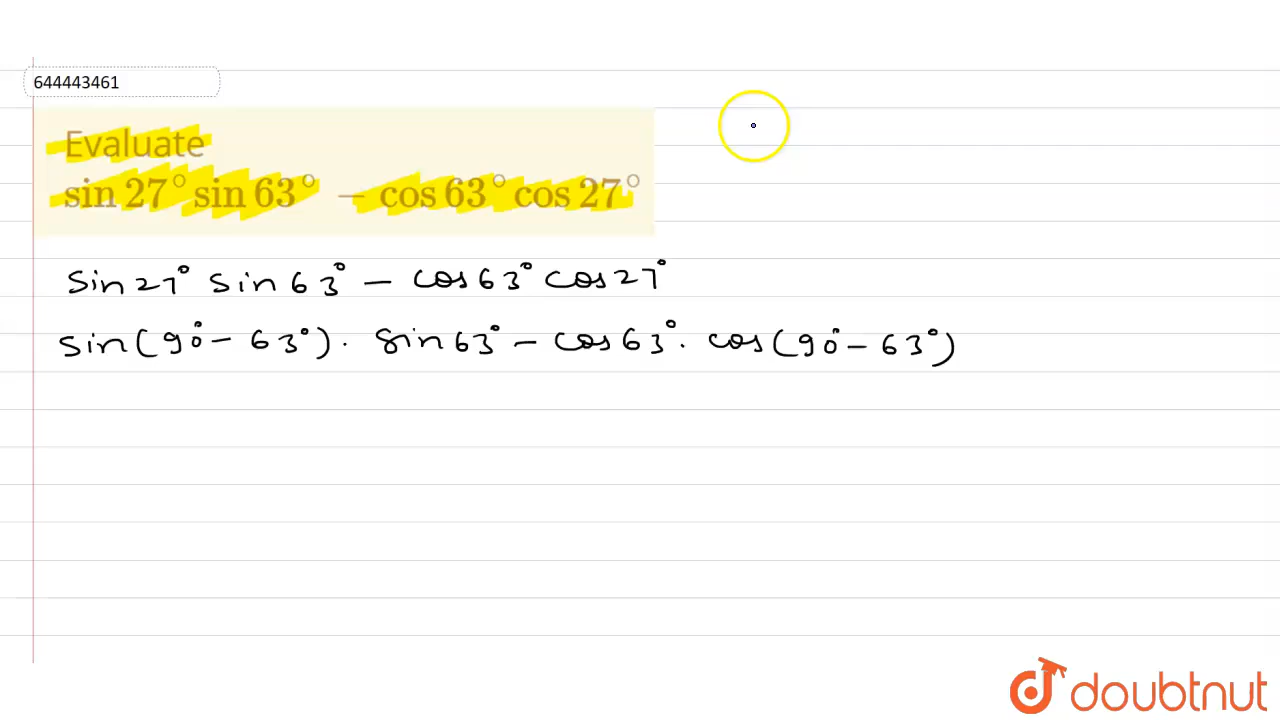 644443461
Evaluate
sin 27° sin 63° − cos 63° cos 27°
sin 27° sin 63° − cos 63° cos 27°
sin(90° − 63°). sin 63° − cos 63°. cos(90° − 63°)
doubtnut